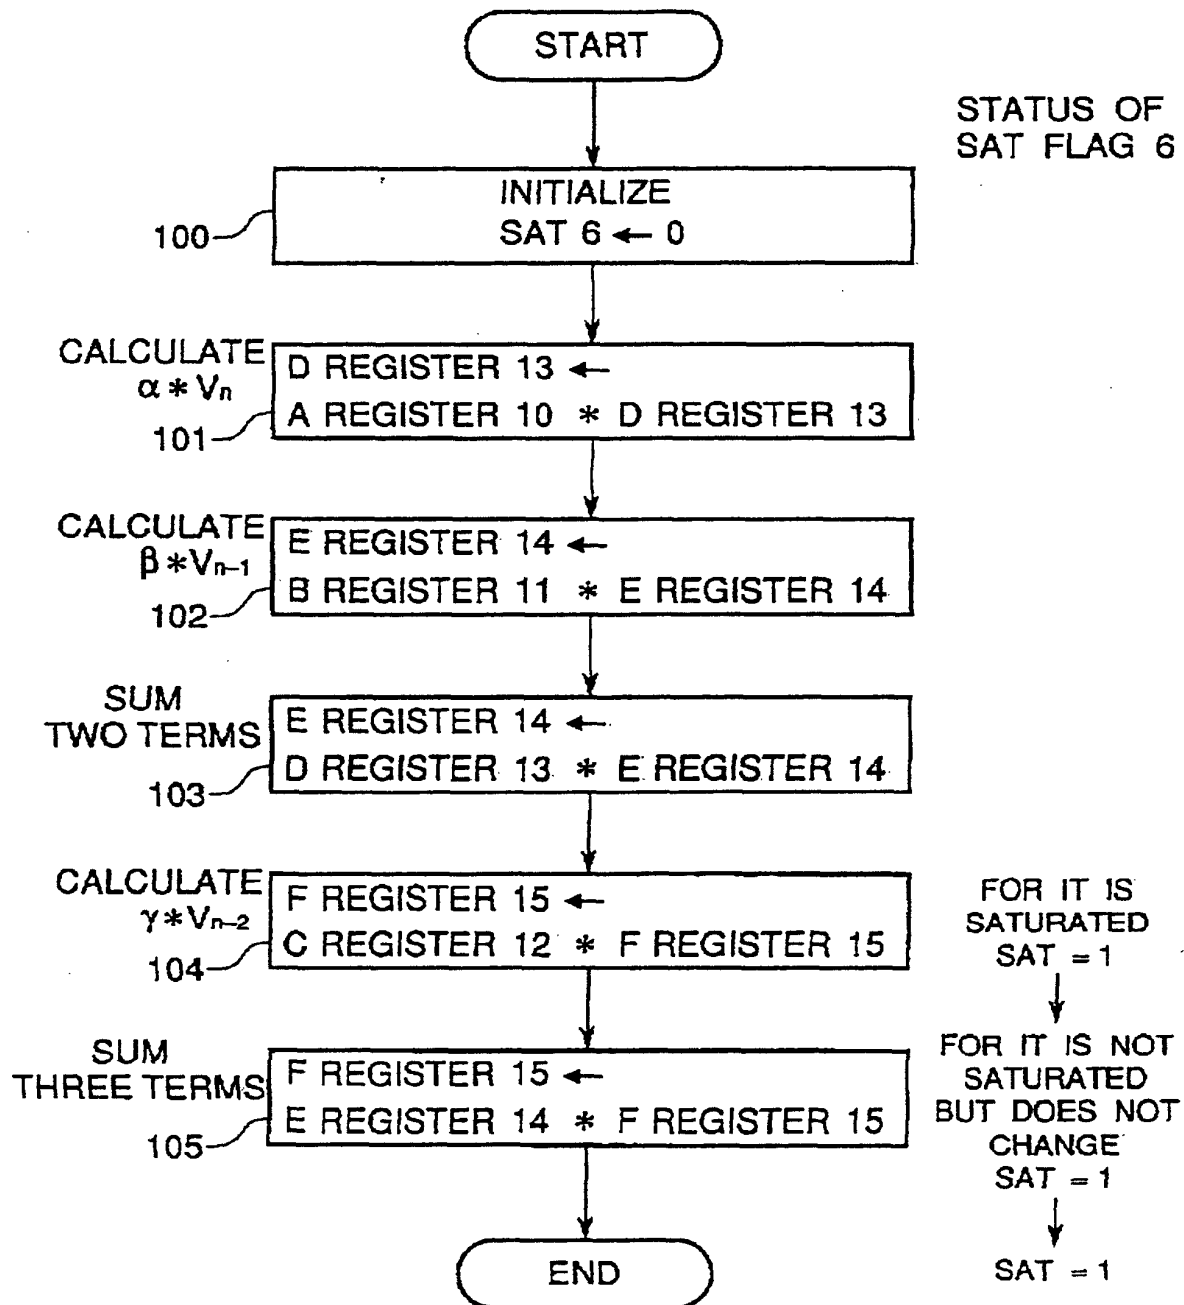 START
STATUS OF
SAT FLAG 6
INITIALIZE
SAT 6 ← 0
100
CALCULATE
α * Vn
101
D REGISTER 13 ←
A REGISTER 10 * D REGISTER 13
CALCULATE
β * Vn–1
102
E REGISTER 14 ←
B REGISTER 11 * E REGISTER 14
SUM
TWO TERMS
103
E REGISTER 14 ←
D REGISTER 13 * E REGISTER 14
CALCULATE
γ * Vn–2
104
F REGISTER 15 ←
C REGISTER 12 * F REGISTER 15
FOR IT IS
SATURATED
SAT = 1
SUM
THREE TERMS
105
F REGISTER 15 ←
E REGISTER 14 * F REGISTER 15
FOR IT IS NOT
SATURATED
BUT DOES NOT
CHANGE
SAT = 1
END
SAT = 1